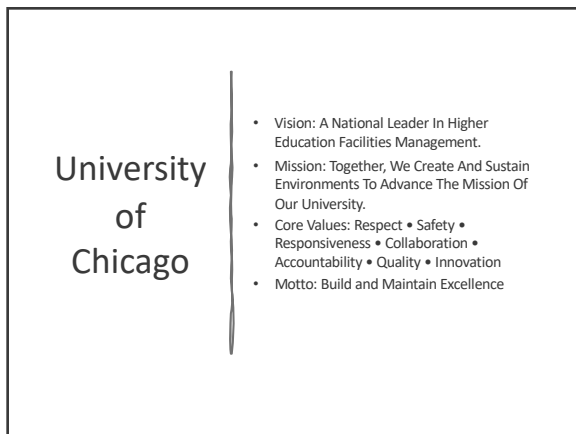 University
of
Chicago
• Vision: A National Leader In Higher
Education Facilities Management.
• Mission: Together, We Create And Sustain
Environments To Advance The Mission Of
Our University.
• Core Values: Respect • Safety •
Responsiveness • Collaboration •
Accountability • Quality • Innovation
• Motto: Build and Maintain Excellence